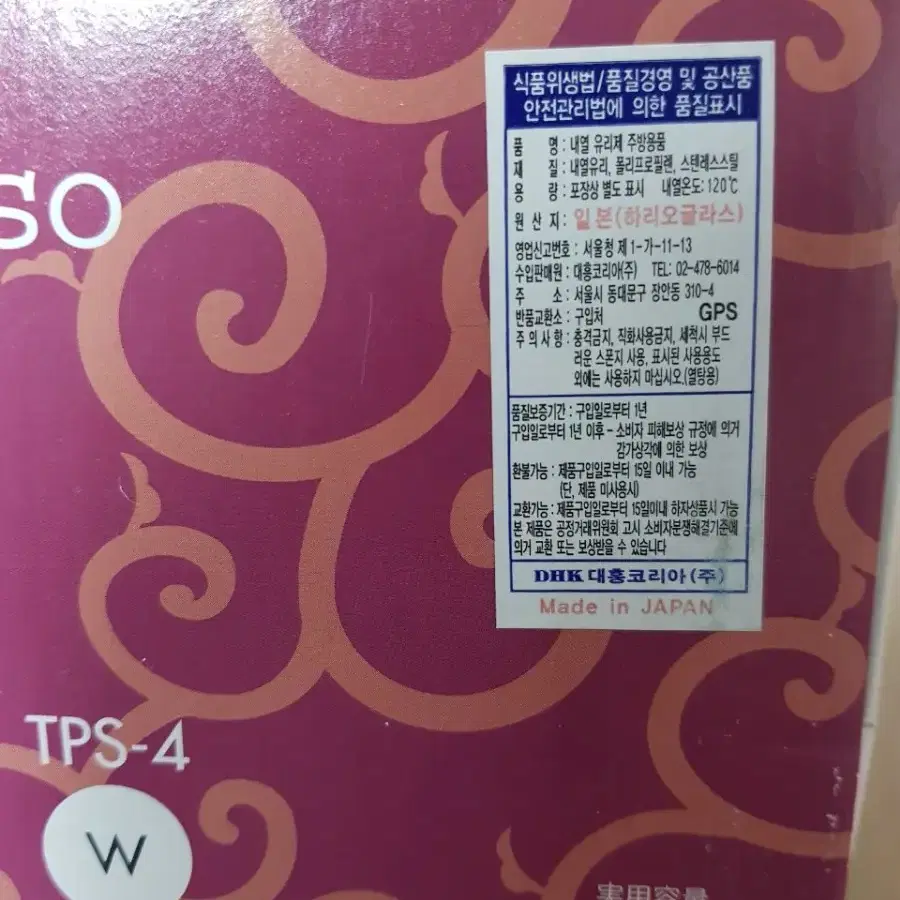 so
식품위생법/품질경영 및 공산품
안전관리법에 의한 품질표시
품 명 : 내열 유리제 주방용품
재 질 : 내열유리, 폴리프로필렌, 스텐레스스틸
용 량 : 포장상 별도 표시 내열온도: 120℃
원 산 지 : 일본(하리오글라스)
영업신고번호 : 서울청 제 1-가-11-13
수입판매원 : 대홍코리아(주) TEL: 02-478-6014
주 소 : 서울시 동대문구 장안동 310-4
반품교환소 : 구입처 GPS
주 의 사 항 : 충격금지, 직화사용금지, 세척시 부드
러운 스폰지 사용, 표시된 사용용도
외에는 사용하지 마십시오.(열탕용)
품질보증기간 : 구입일로부터 1년
구입일로부터 1년 이후 - 소비자 피해보상 규정에 의거
감가상각에 의한 보상
환불가능 : 제품구입일로부터 15일 이내 가능
(단, 제품 미사용시)
교환가능 : 제품구입일로부터 15일이내 하자상품시 가능
본 제품은 공정거래위원회 고시 소비자분쟁해결기준에
의거 교환 또는 보상받을 수 있습니다
DHK 대홍코리아(주)
Made in JAPAN
TPS-4
W
実用容量